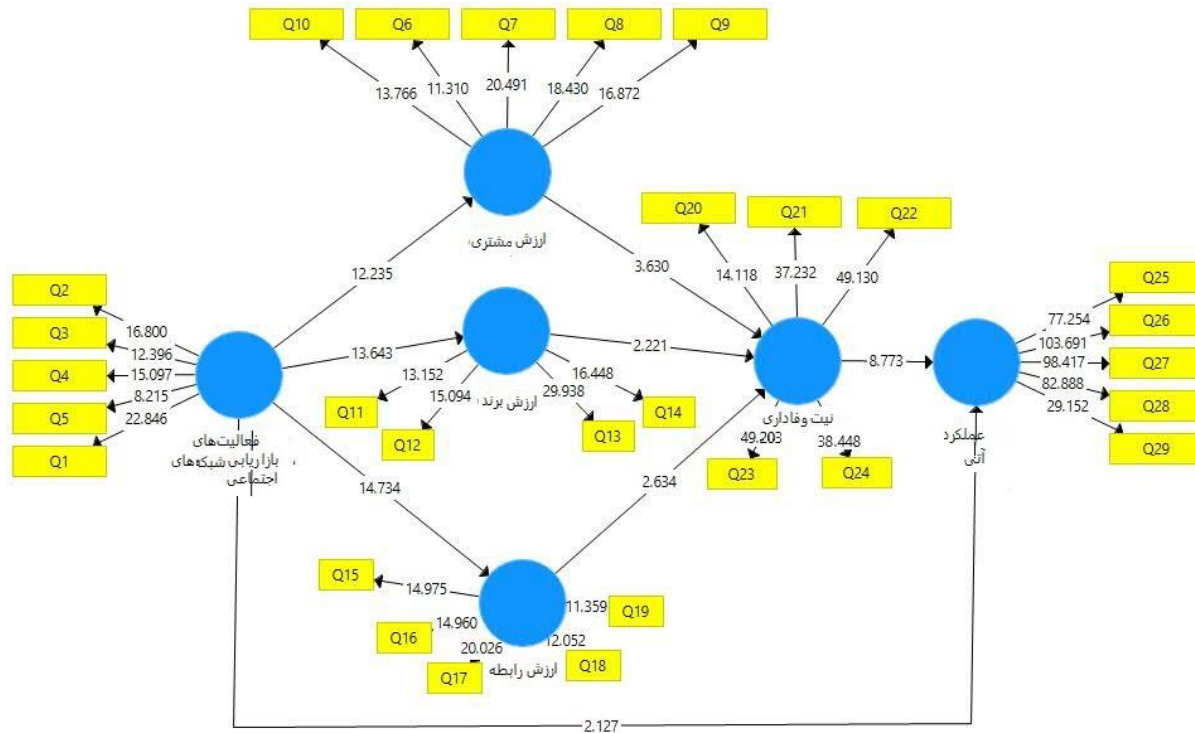 Q10
Q6
Q7
Q8
Q9
13.766
11.310
20.491
18.430
16.872
ارزش مشتری
12.235
3.630
Q20
Q21
Q22
14.118
37.232
49.130
Q2
Q3
Q4
Q5
Q1
16.800
12.396
15.097
8.215
22.846
فعالیت‌های
بازاریابی شبکه‌های
اجتماعی
13.643
2.221
13.152
15.094
29.938
16.448
Q11
Q12
Q13
Q14
ارزش برند
8.773
نیت وفاداری
49.203
38.448
Q23
Q24
Q25
Q26
Q27
Q28
Q29
77.254
103.691
98.417
82.888
29.152
عملکرد
آتی
14.734
2.634
Q15
14.975
Q16
14.960
Q17
20.026
Q18
12.052
Q19
11.359
ارزش رابطه
2.127